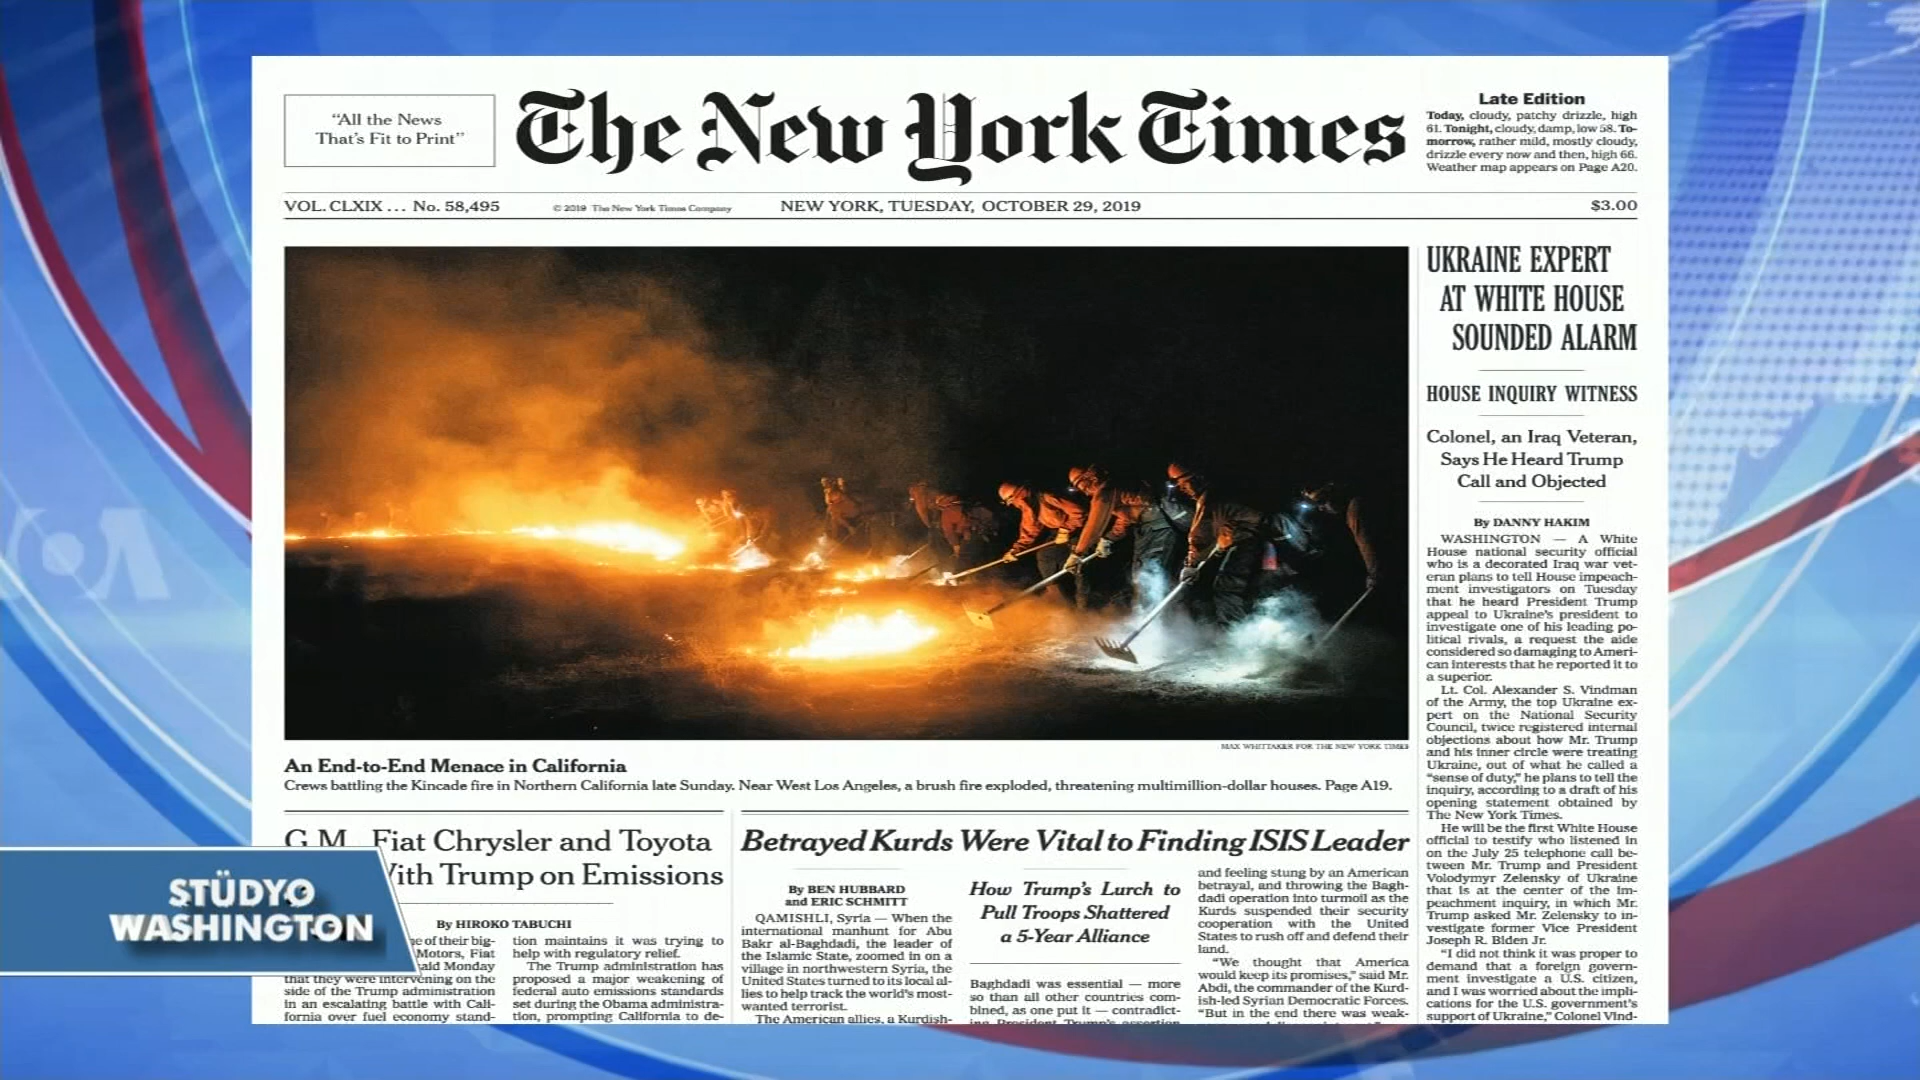 “All the News
That’s Fit to Print”
The New York Times
Late Edition
Today, cloudy, patchy drizzle, high
61. Tonight, cloudy, damp, low 58. To-
morrow, rather mild, mostly cloudy,
drizzle every now and then, high 66.
Weather map appears on Page A20.
VOL. CLXIX ... No. 58,495
© 2019 The New York Times Company
NEW YORK, TUESDAY, OCTOBER 29, 2019
$3.00
MAX WHITTAKER FOR THE NEW YORK TIMES
An End-to-End Menace in California
Crews battling the Kincade fire in Northern California late Sunday. Near West Los Angeles, a brush fire exploded, threatening multimillion-dollar houses. Page A19.
G.M., Fiat Chrysler and Toyota
With Trump on Emissions
By HIROKO TABUCHI
e of their big-
Motors, Fiat
said Monday
that they were intervening on the
side of the Trump administration
in an escalating battle with Cali-
fornia over fuel economy stand-
tion maintains it was trying to
help with regulatory relief.
The Trump administration has
proposed a major weakening of
federal auto emissions standards
set during the Obama administra-
tion, prompting California to de-
Betrayed Kurds Were Vital to Finding ISIS Leader
By BEN HUBBARD
and ERIC SCHMITT
QAMISHLI, Syria — When the
international manhunt for Abu
Bakr al-Baghdadi, the leader of
the Islamic State, zoomed in on a
village in northwestern Syria, the
United States turned to its local al-
lies to help track the world’s most-
wanted terrorist.
The American allies, a Kurdish-
How Trump’s Lurch to
Pull Troops Shattered
a 5-Year Alliance
Baghdadi was essential — more
so than all other countries com-
bined, as one put it — contradict-
ing President Trump’s assertion
and feeling stung by an American
betrayal, and throwing the Bagh-
dadi operation into turmoil as the
Kurds suspended their security
cooperation with the United
States to rush off and defend their
land.
“We thought that America
would keep its promises,” said Mr.
Abdi, the commander of the Kurd-
ish-led Syrian Democratic Forces.
“But in the end there was weak-
UKRAINE EXPERT
AT WHITE HOUSE
SOUNDED ALARM
HOUSE INQUIRY WITNESS
Colonel, an Iraq Veteran,
Says He Heard Trump
Call and Objected
By DANNY HAKIM
WASHINGTON — A White
House national security official
who is a decorated Iraq war vet-
eran plans to tell House impeach-
ment investigators on Tuesday
that he heard President Trump
appeal to Ukraine’s president to
investigate one of his leading po-
litical rivals, a request the aide
considered so damaging to Ameri-
can interests that he reported it to
a superior.
Lt. Col. Alexander S. Vindman
of the Army, the top Ukraine ex-
pert on the National Security
Council, twice registered internal
objections about how Mr. Trump
and his inner circle were treating
Ukraine, out of what he called a
“sense of duty,” he plans to tell the
inquiry, according to a draft of his
opening statement obtained by
The New York Times.
He will be the first White House
official to testify who listened in
on the July 25 telephone call be-
tween Mr. Trump and President
Volodymyr Zelensky of Ukraine
that is at the center of the im-
peachment inquiry, in which Mr.
Trump asked Mr. Zelensky to in-
vestigate former Vice President
Joseph R. Biden Jr.
“I did not think it was proper to
demand that a foreign govern-
ment investigate a U.S. citizen,
and I was worried about the impli-
cations for the U.S. government’s
support of Ukraine,” Colonel Vind-
VOA
STÜDYO
WASHINGTON